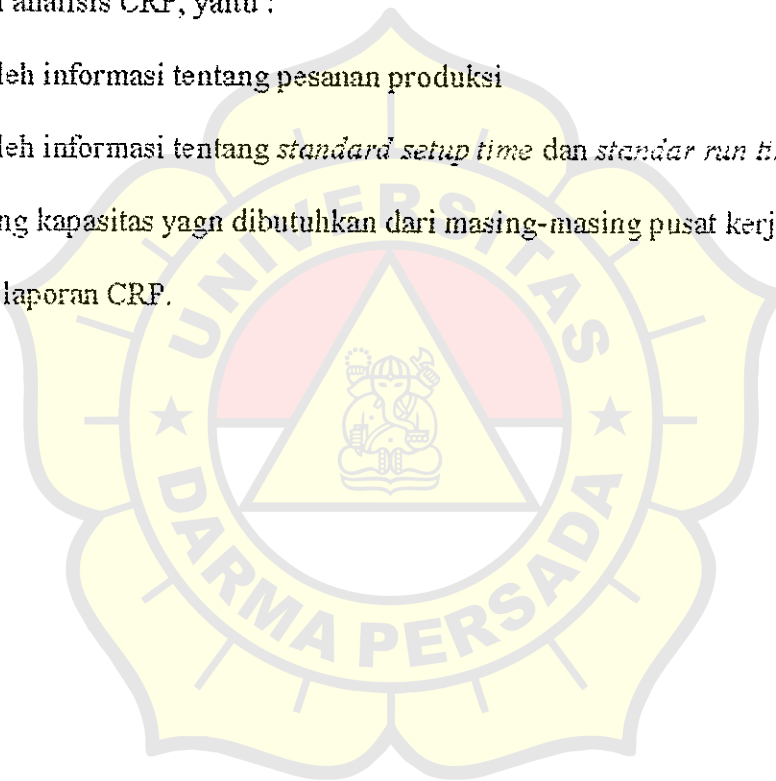 analisis CRP, yaitu :
leh informasi tentang pesanan produksi
leh informasi tentang standard setup time dan standar run ti
ng kapasitas yagn dibutuhkan dari masing-masing pusat kerj
laporan CRP.
UNIVERSITAS
DARMA PERSADA